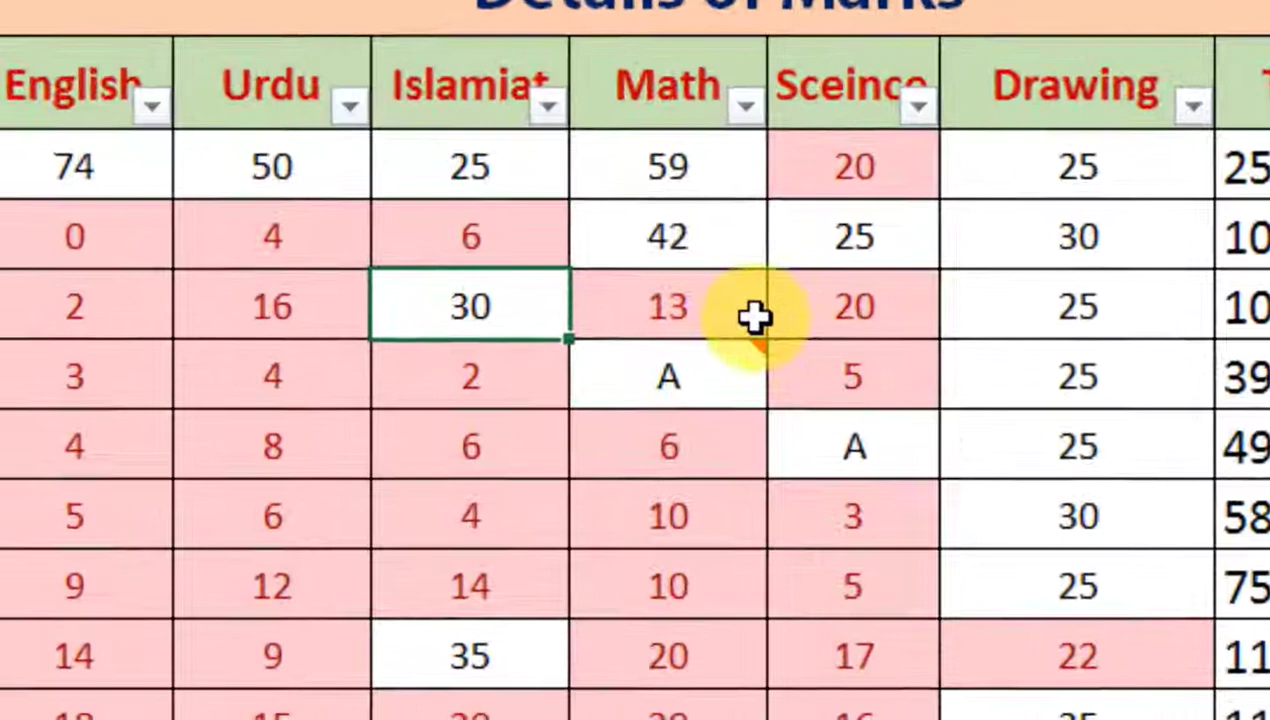 Details of Marks
English Urdu Islamiat Math Sceince Drawing
74 50 25 59 20 25 25
0 4 6 42 25 30 10
2 16 30 13 20 25 10
3 4 2 A 5 25 39
4 8 6 6 A 25 49
5 6 4 10 3 30 58
9 12 14 10 5 25 75
14 9 35 20 17 22 11